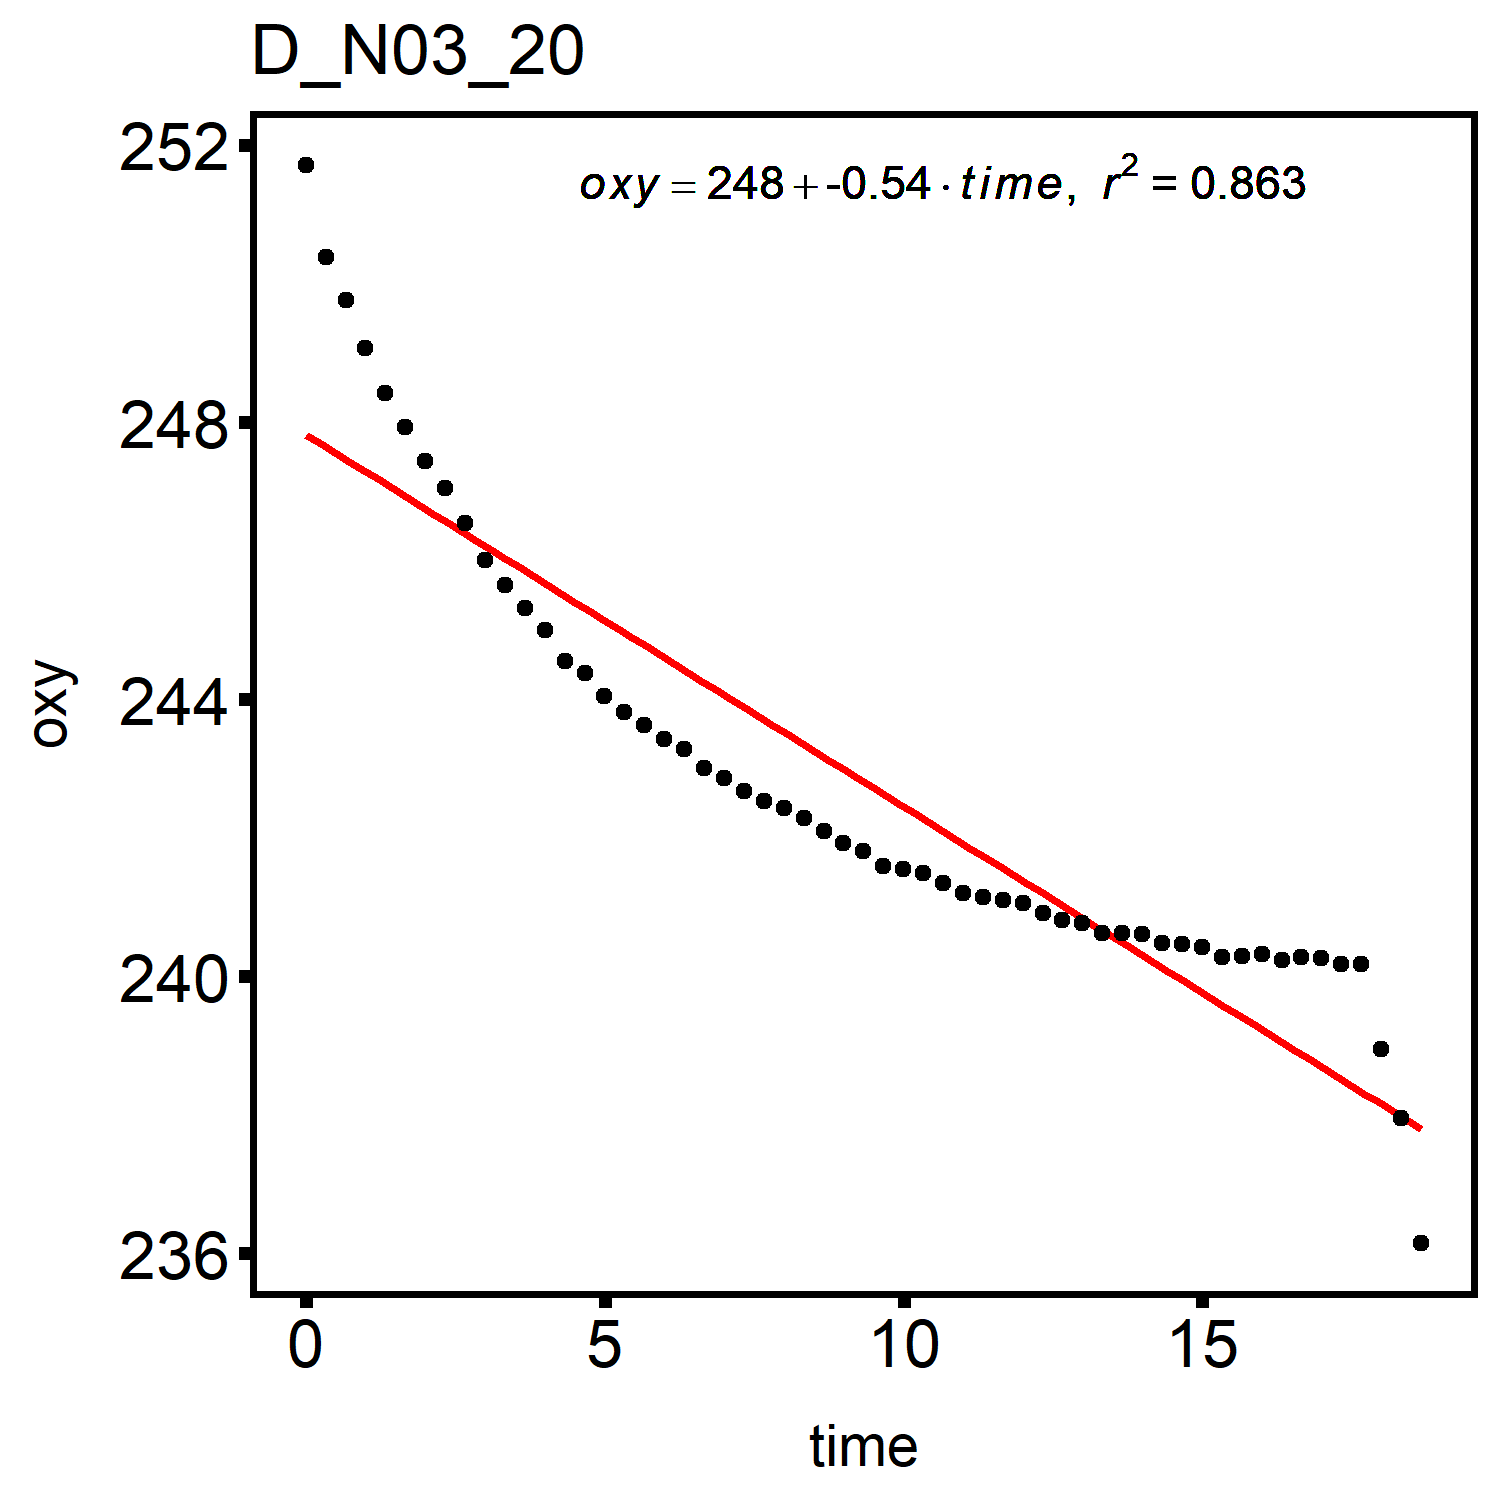 D_N03_20
252
oxy = 248 + -0.54 · time, r² = 0.863
248
244
oxy
240
236
0 5 10 15
time